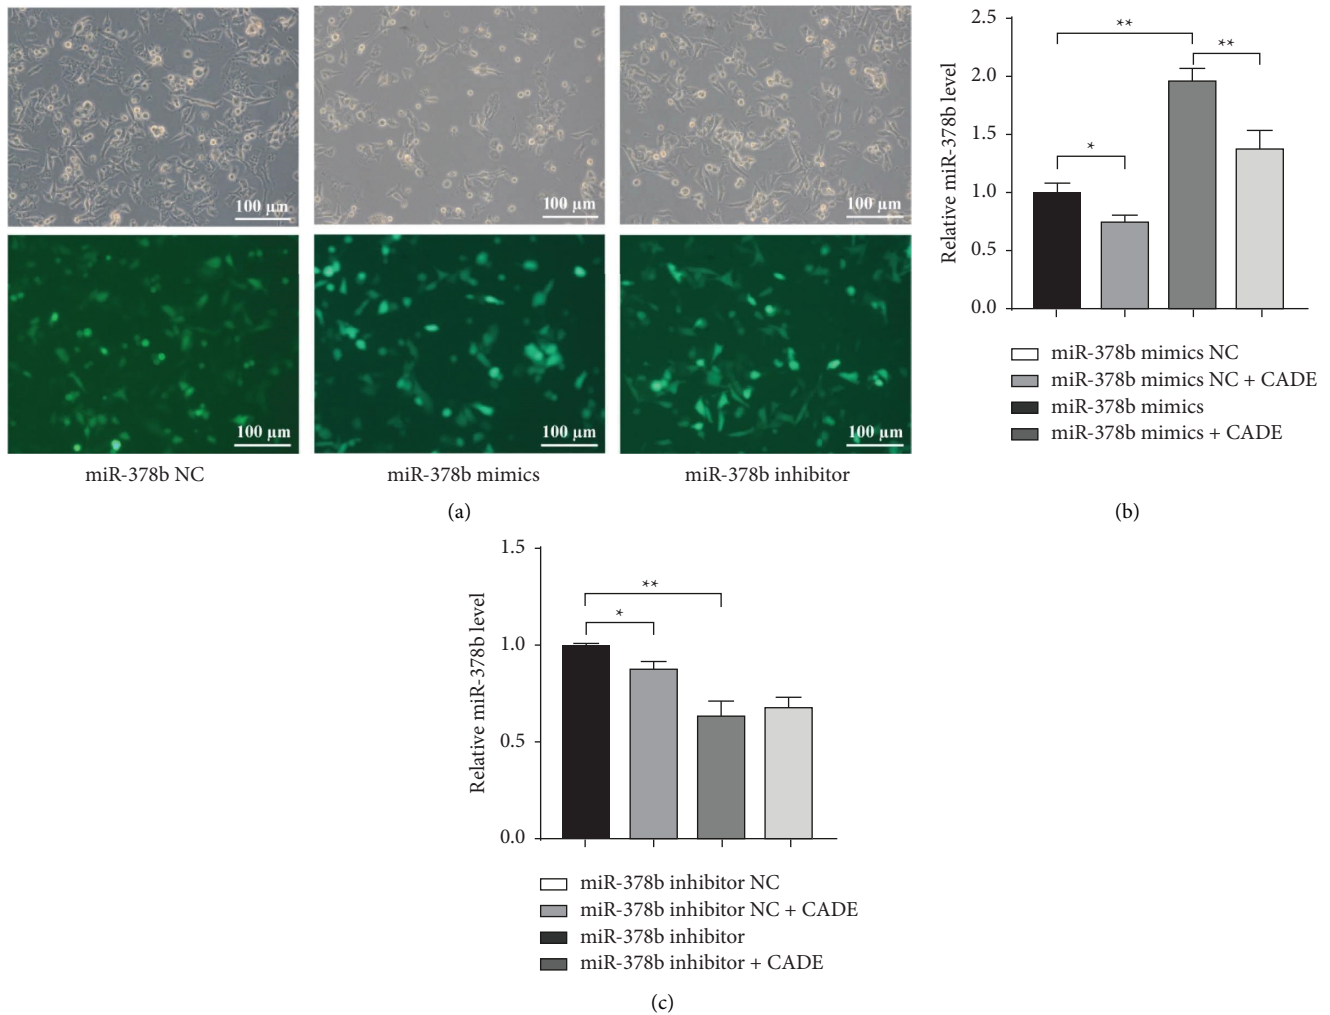 100 µm
100 µm
100 µm
100 µm
100 µm
100 µm
miR-378b NC
miR-378b mimics
miR-378b inhibitor
(a)
Relative miR-378b level
2.5
2.0
1.5
1.0
0.5
0.0
**
**
*
miR-378b mimics NC
miR-378b mimics NC + CADE
miR-378b mimics
miR-378b mimics + CADE
(b)
Relative miR-378b level
1.5
1.0
0.5
0.0
**
*
miR-378b inhibitor NC
miR-378b inhibitor NC + CADE
miR-378b inhibitor
miR-378b inhibitor + CADE
(c)